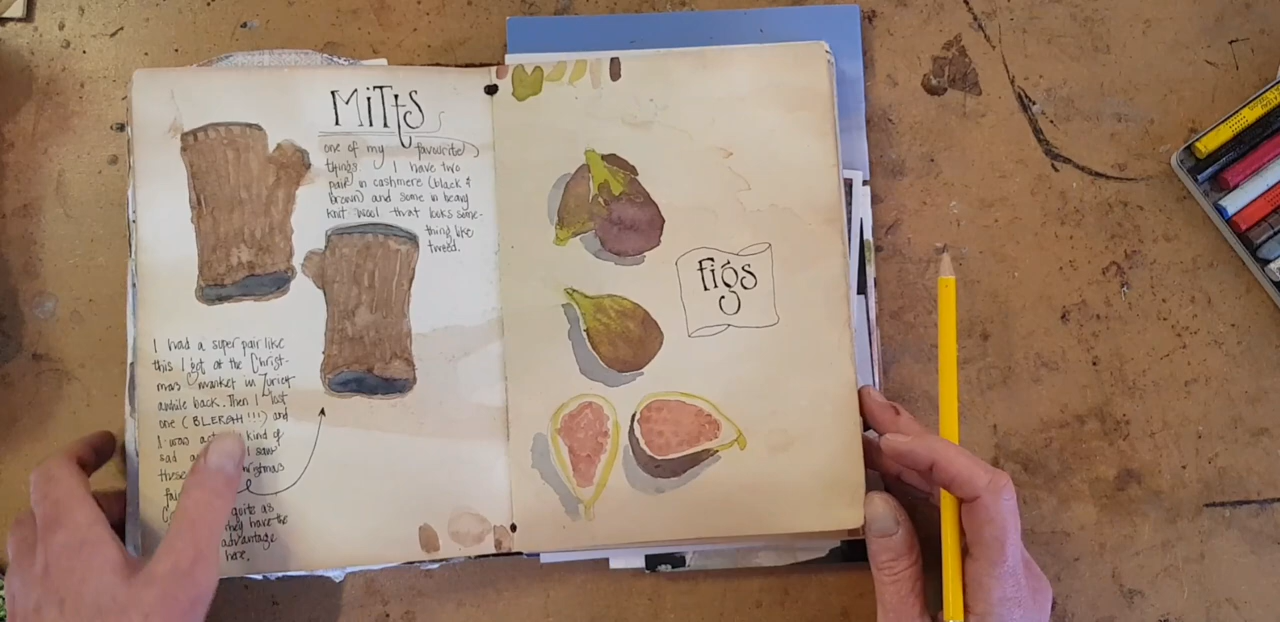 Mitts
one of my favourite
things. I have two
pair in cashmere (black &
brown) and some in heavy
knit wool that looks some-
thing like
tweed.
I had a super pair like
this I got at the Christ-
mas market in Zurich
awhile back. Then I lost
one (BLERGH!!!) and
I was kind of
sad I saw
these
fair
quite as
they have the
advantage
here.
figs